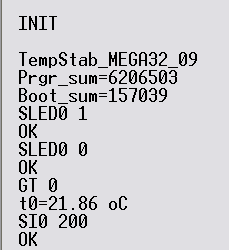 INIT
TempStab_MEGA32_09
Prgr_sum=6206503
Boot_sum=157039
SLED0 1
OK
SLED0 0
OK
GT 0
t0=21.86 oC
SI0 200
OK